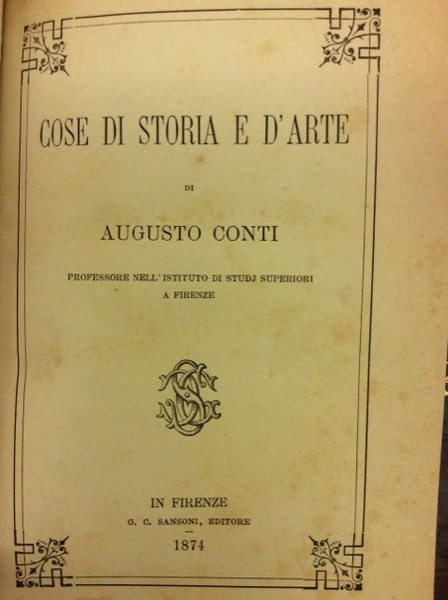 COSE DI STORIA E D'ARTE
DI
AUGUSTO CONTI
PROFESSORE NELL'ISTITUTO DI STUDJ SUPERIORI
A FIRENZE
IN FIRENZE
G. C. SANSONI, EDITORE
1874